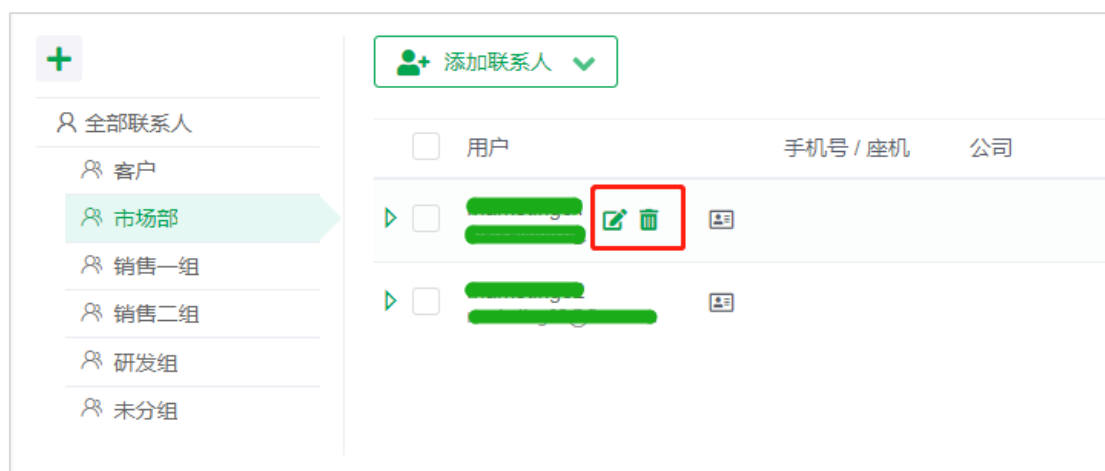 添加联系人
全部联系人
客户
市场部
销售一组
销售二组
研发组
未分组
用户
手机号 / 座机
公司